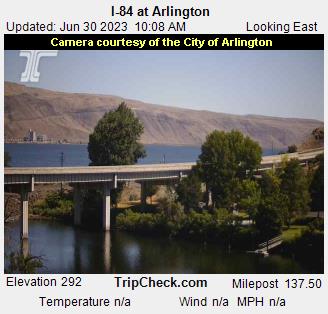 I-84 at Arlington
Updated: Jun 30 2023 10:08 AM Looking East
Camera courtesy of the City of Arlington
Elevation 292 TripCheck.com Milepost 137.50
Temperature n/a Wind n/a MPH n/a